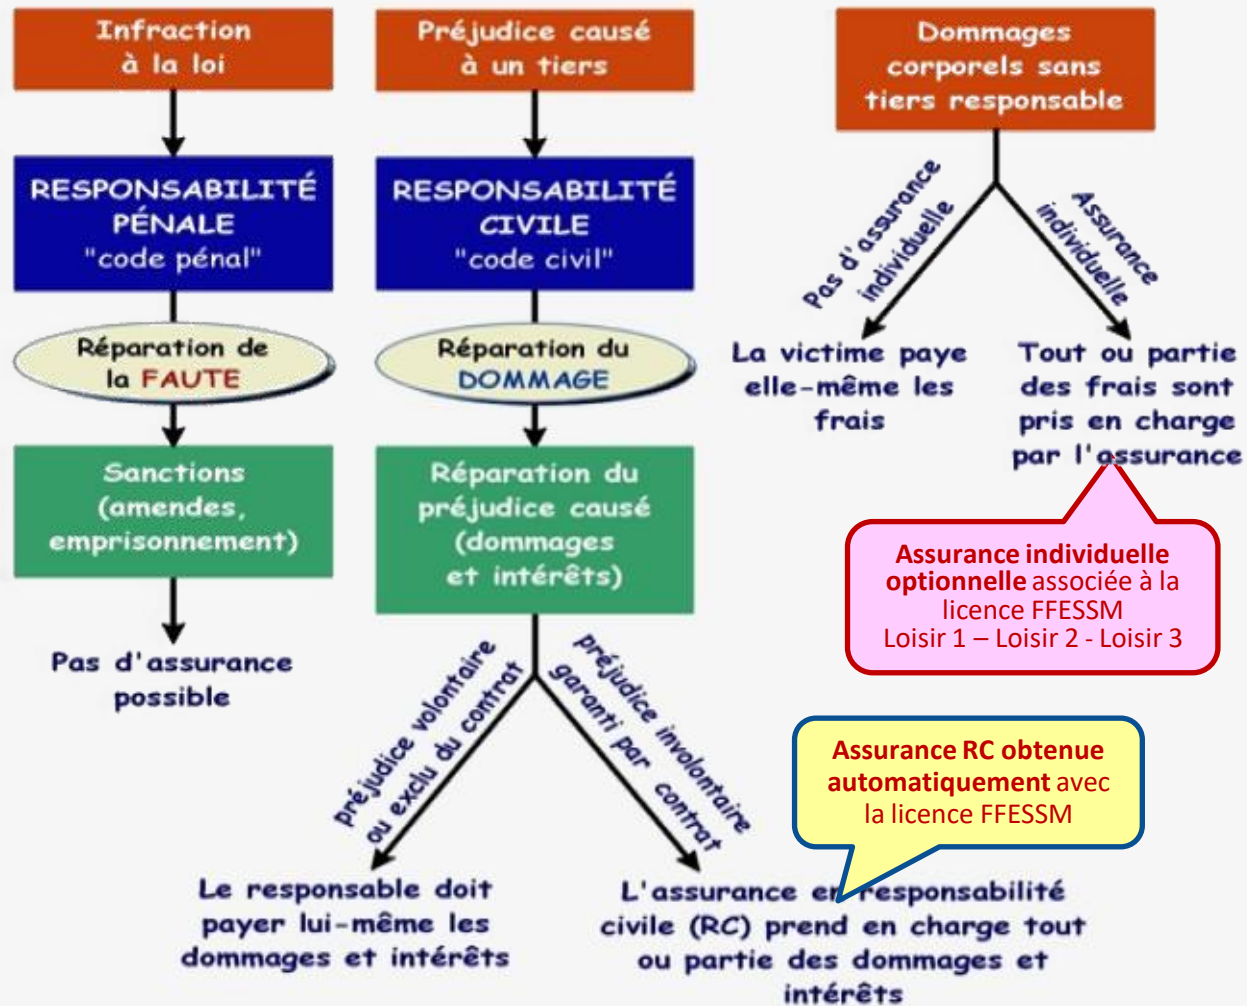 Infraction
à la loi
RESPONSABILITÉ
PÉNALE
"code pénal"
Réparation de
la FAUTE
Sanctions
(amendes,
emprisonnement)
Pas d'assurance
possible
Préjudice causé
à un tiers
RESPONSABILITÉ
CIVILE
"code civil"
Réparation du
DOMMAGE
Réparation du
préjudice causé
(dommages
et intérêts)
préjudice volontaire
ou exclu du contrat
Le responsable doit
payer lui-même les
dommages et intérêts
préjudice involontaire
garanti par contrat
L'assurance en responsabilité
civile (RC) prend en charge tout
ou partie des dommages et
intérêts
Assurance RC obtenue
automatiquement avec
la licence FFESSM
Dommages
corporels sans
tiers responsable
Pas d'assurance
individuelle
La victime paye
elle-même les
frais
Assurance
individuelle
Tout ou partie
des frais sont
pris en charge
par l'assurance
Assurance individuelle
optionnelle associée à la
licence FFESSM
Loisir 1 – Loisir 2 - Loisir 3